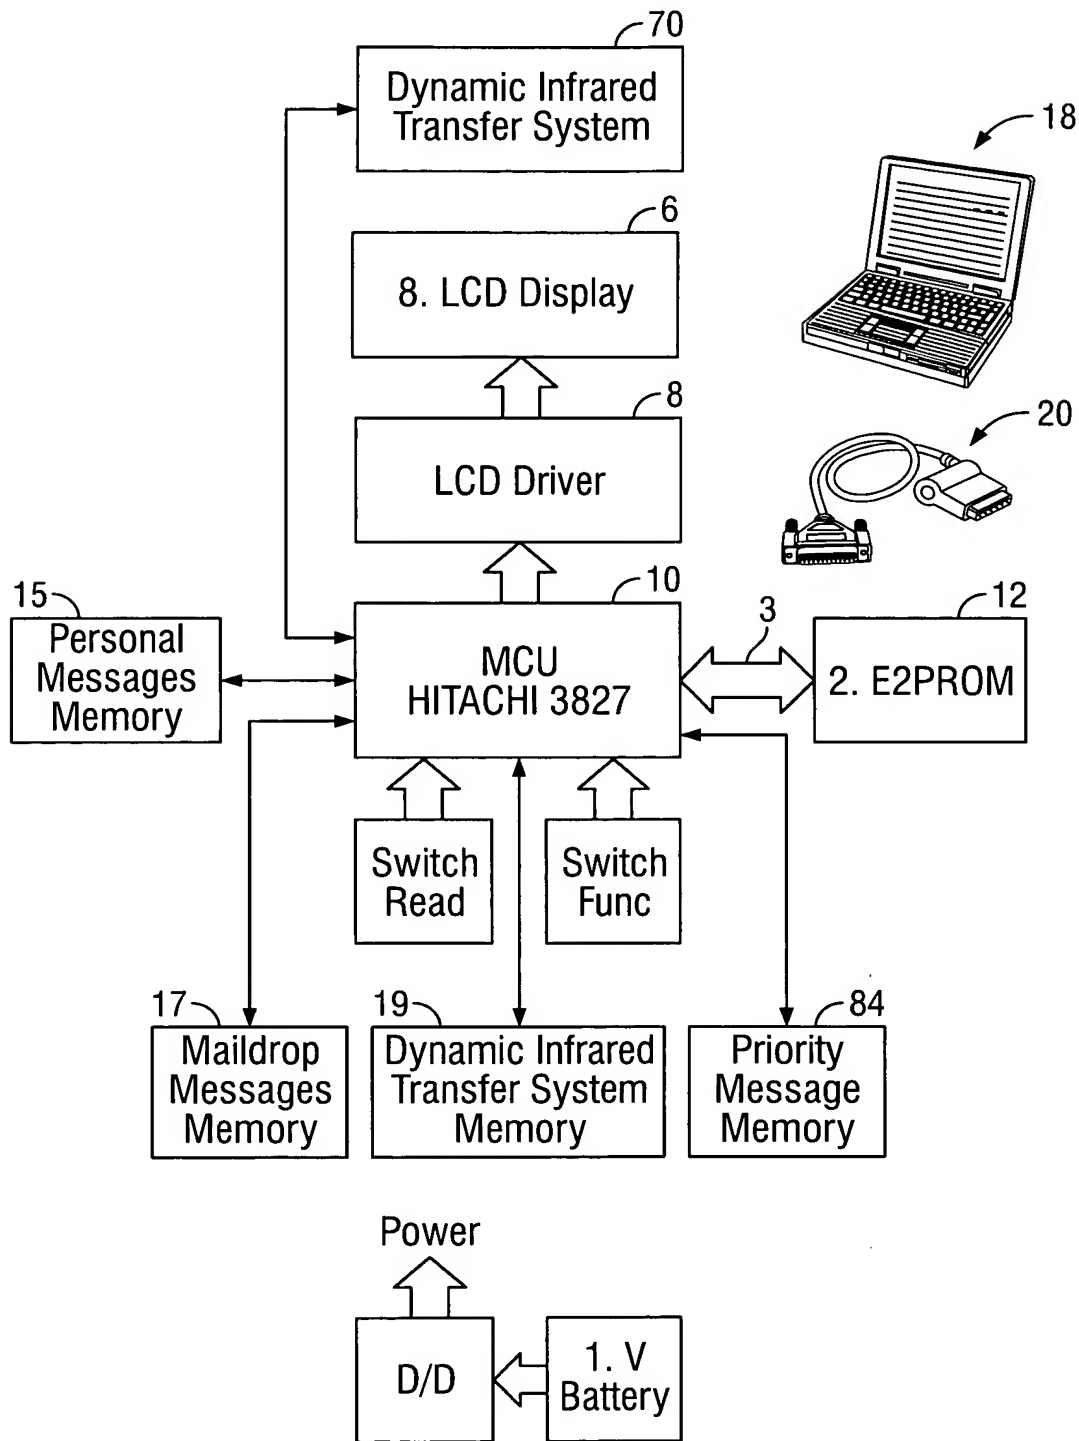 70
Dynamic Infrared
Transfer System
18
6
8. LCD Display
8
LCD Driver
20
15
Personal
Messages
Memory
10
MCU
HITACHI 3827
3
12
2. E2PROM
Switch
Read
Switch
Func
17
Maildrop
Messages
Memory
19
Dynamic Infrared
Transfer System
Memory
84
Priority
Message
Memory
Power
D/D
1. V
Battery